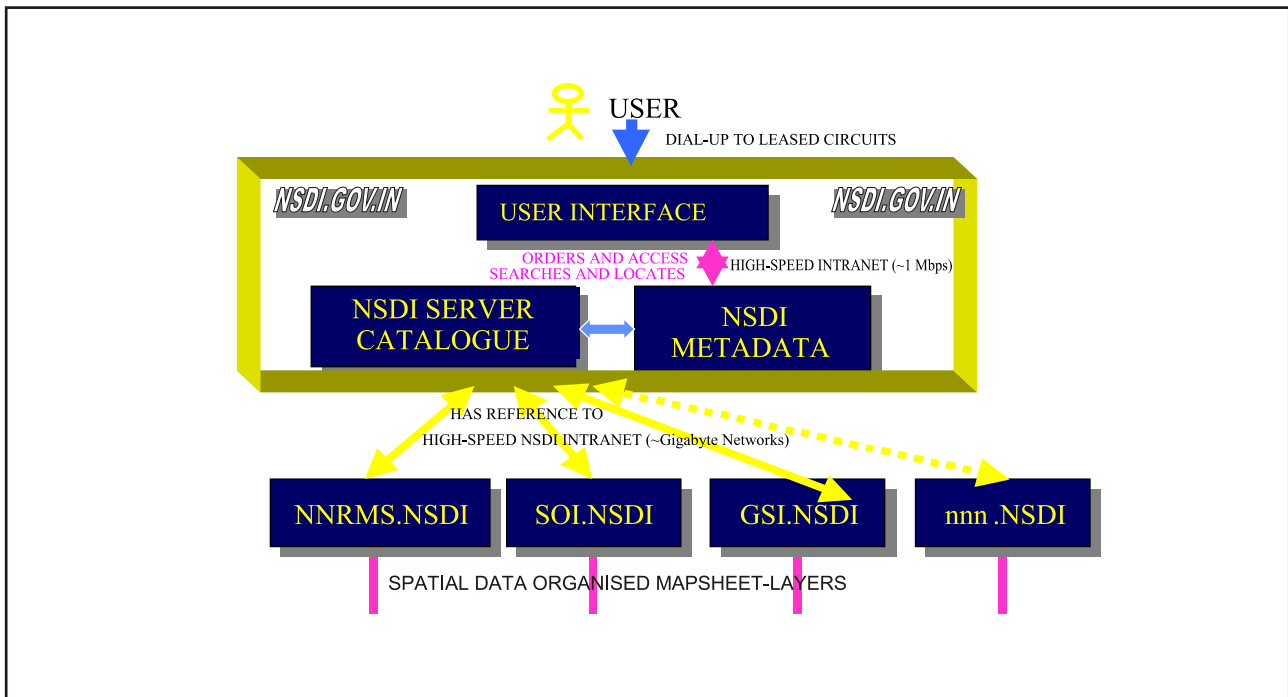 USER
DIAL-UP TO LEASED CIRCUITS
NSDI.GOV.IN
NSDI.GOV.IN
USER INTERFACE
ORDERS AND ACCESS
SEARCHES AND LOCATES
HIGH-SPEED INTRANET (~1 Mbps)
NSDI SERVER
CATALOGUE
NSDI
METADATA
HAS REFERENCE TO
HIGH-SPEED NSDI INTRANET (~Gigabyte Networks)
NNRMS.NSDI
SOI.NSDI
GSI.NSDI
nnn .NSDI
SPATIAL DATA ORGANISED MAPSHEET-LAYERS